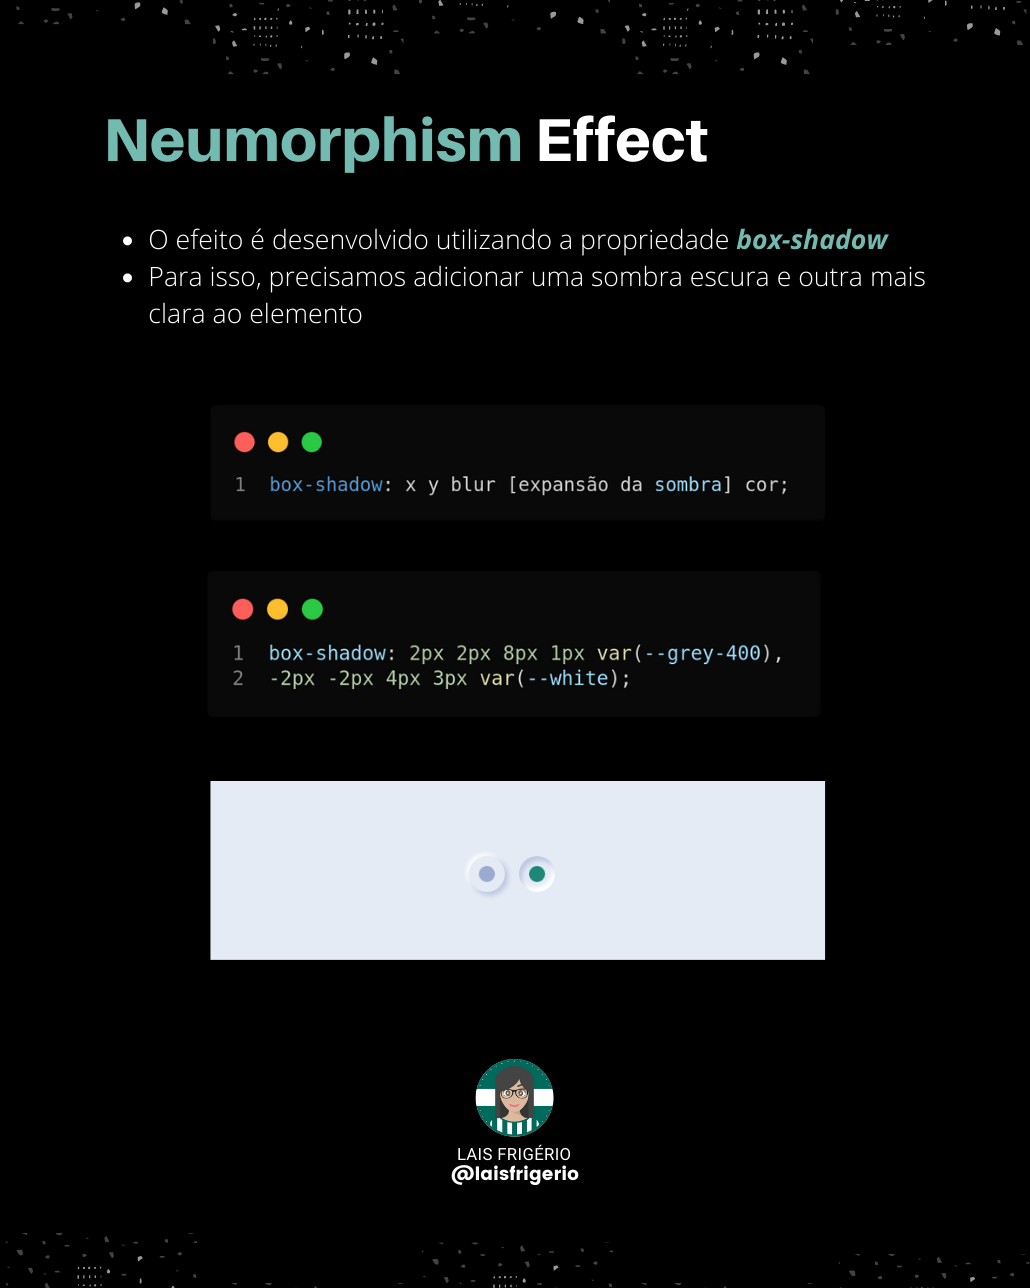 Neumorphism Effect
• O efeito é desenvolvido utilizando a propriedade box-shadow
• Para isso, precisamos adicionar uma sombra escura e outra mais
clara ao elemento
1 box-shadow: x y blur [expansão da sombra] cor;
1 box-shadow: 2px 2px 8px 1px var(--grey-400),
2 -2px -2px 4px 3px var(--white);
LAIS FRIGÉRIO
@laisfrigerio